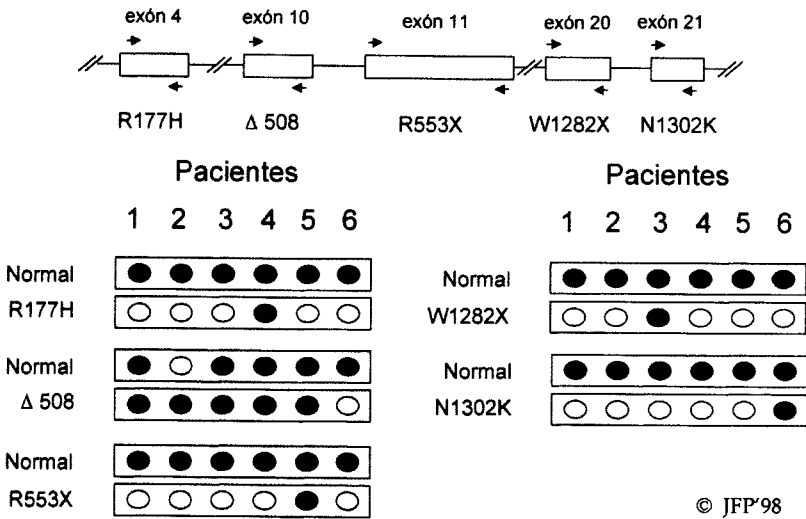 exón 4 exón 10 exón 11 exón 20 exón 21
R177H Δ 508 R553X W1282X N1302K
Pacientes
1 2 3 4 5 6
Normal
R177H
Normal
Δ 508
Normal
R553X
Pacientes
1 2 3 4 5 6
Normal
W1282X
Normal
N1302K
© JFP'98